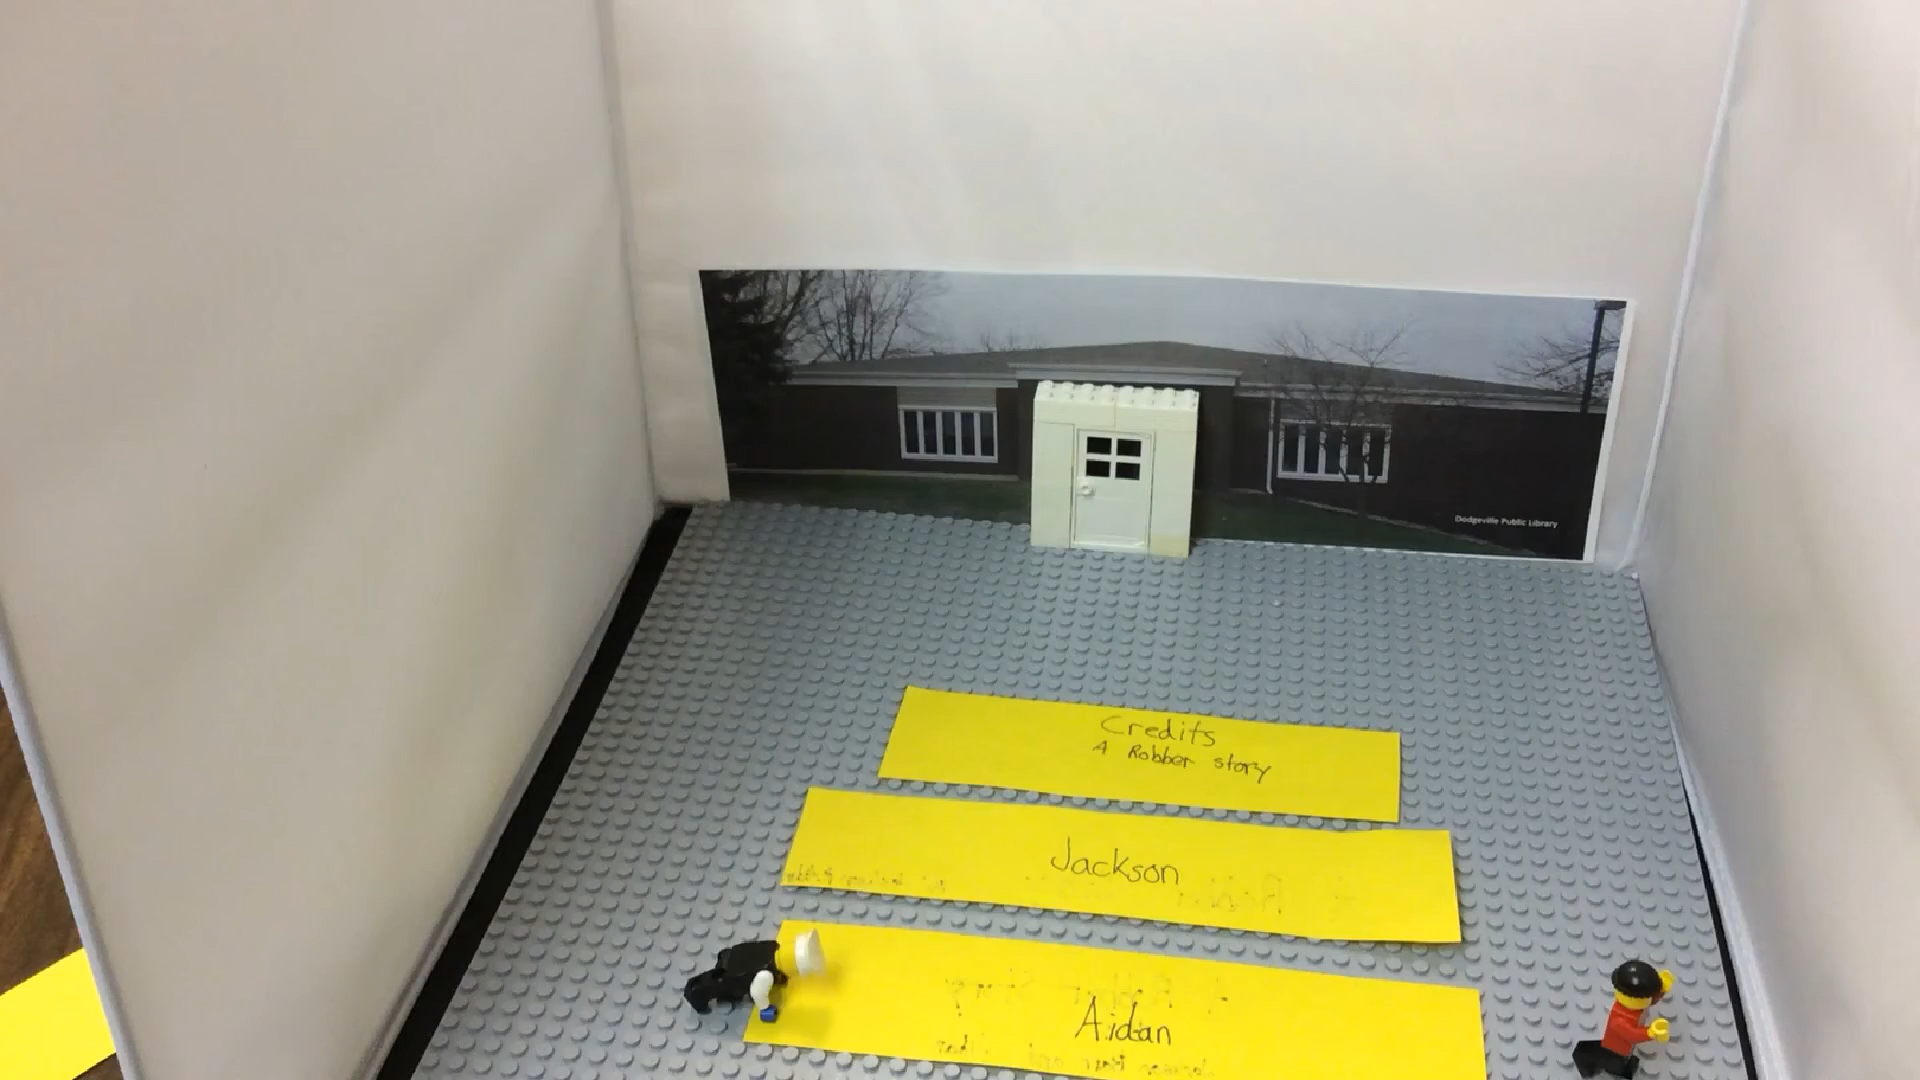 Dodgeville Public Library
Credits
A Robber story
Jackson
Aidan